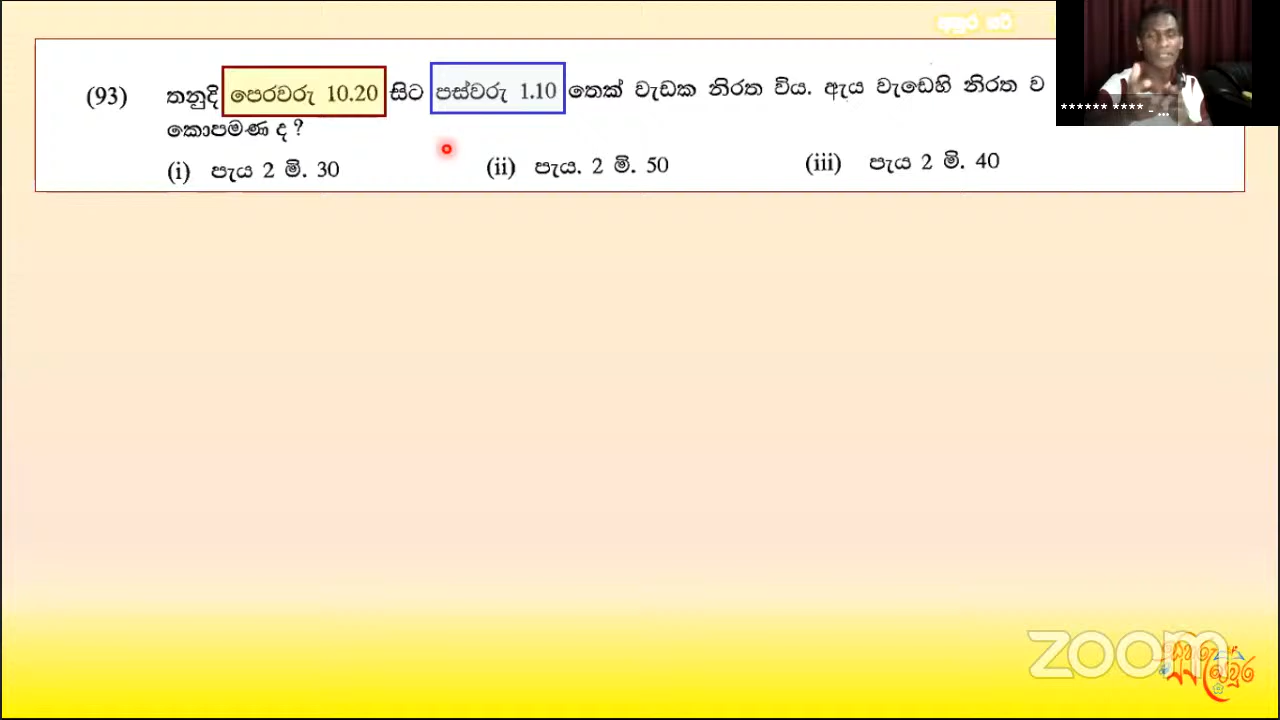 (93) තනුදි පෙරවරු 10.20 සිට පස්වරු 1.10 තෙක් වැඩක නිරත විය. ඇය වැඩෙහි නිරත ව
කොපමණ ද ?
(i) පැය 2 මි. 30 (ii) පැය. 2 මි. 50 (iii) පැය 2 මි. 40
****** **** - ...
zoom